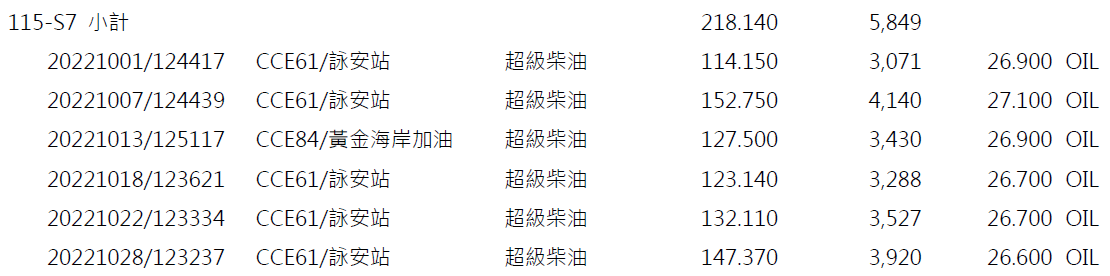 115-S7 小計 218.140 5,849
20221001/124417 CCE61/詠安站 超級柴油 114.150 3,071 26.900 OIL
20221007/124439 CCE61/詠安站 超級柴油 152.750 4,140 27.100 OIL
20221013/125117 CCE84/黃金海岸加油 超級柴油 127.500 3,430 26.900 OIL
20221018/123621 CCE61/詠安站 超級柴油 123.140 3,288 26.700 OIL
20221022/123334 CCE61/詠安站 超級柴油 132.110 3,527 26.700 OIL
20221028/123237 CCE61/詠安站 超級柴油 147.370 3,920 26.600 OIL